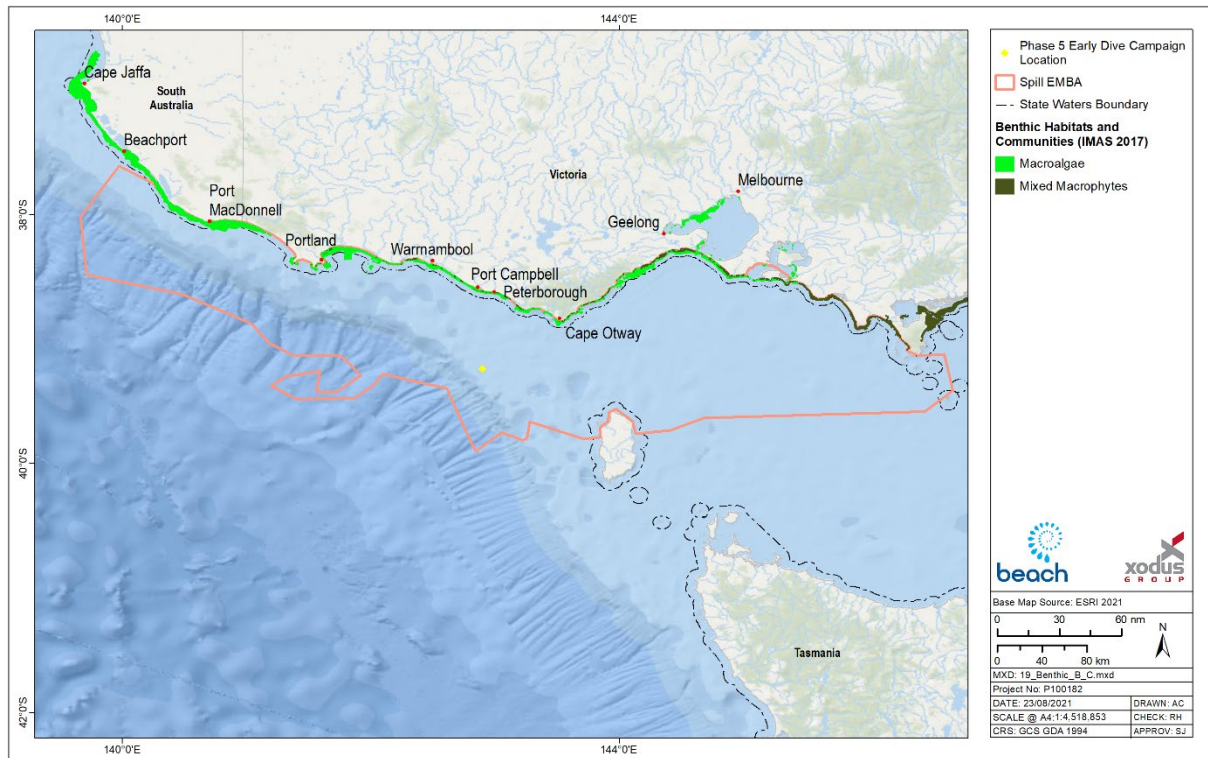 140°0'E 144°0'E
Cape Jaffa
South
Australia
Beachport
Port
MacDonnell
Portland
Warrnambool
Port Campbell
Peterborough
Cape Otway
Victoria
Geelong
Melbourne
Tasmania
38°0'S
40°0'S
42°0'S
140°0'E 144°0'E
Phase 5 Early Dive Campaign
Location
Spill EMBA
State Waters Boundary
Benthic Habitats and
Communities (IMAS 2017)
Macroalgae
Mixed Macrophytes
beach
xodus
GROUP
Base Map Source: ESRI 2021
0 30 60 nm
N
0 40 80 km
MXD: 19_Benthic_B_C.mxd
Project No: P100182
DATE: 23/08/2021 DRAWN: AC
SCALE @ A4:1:4,518,853 CHECK: RH
CRS: GCS GDA 1994 APPROV: SJ